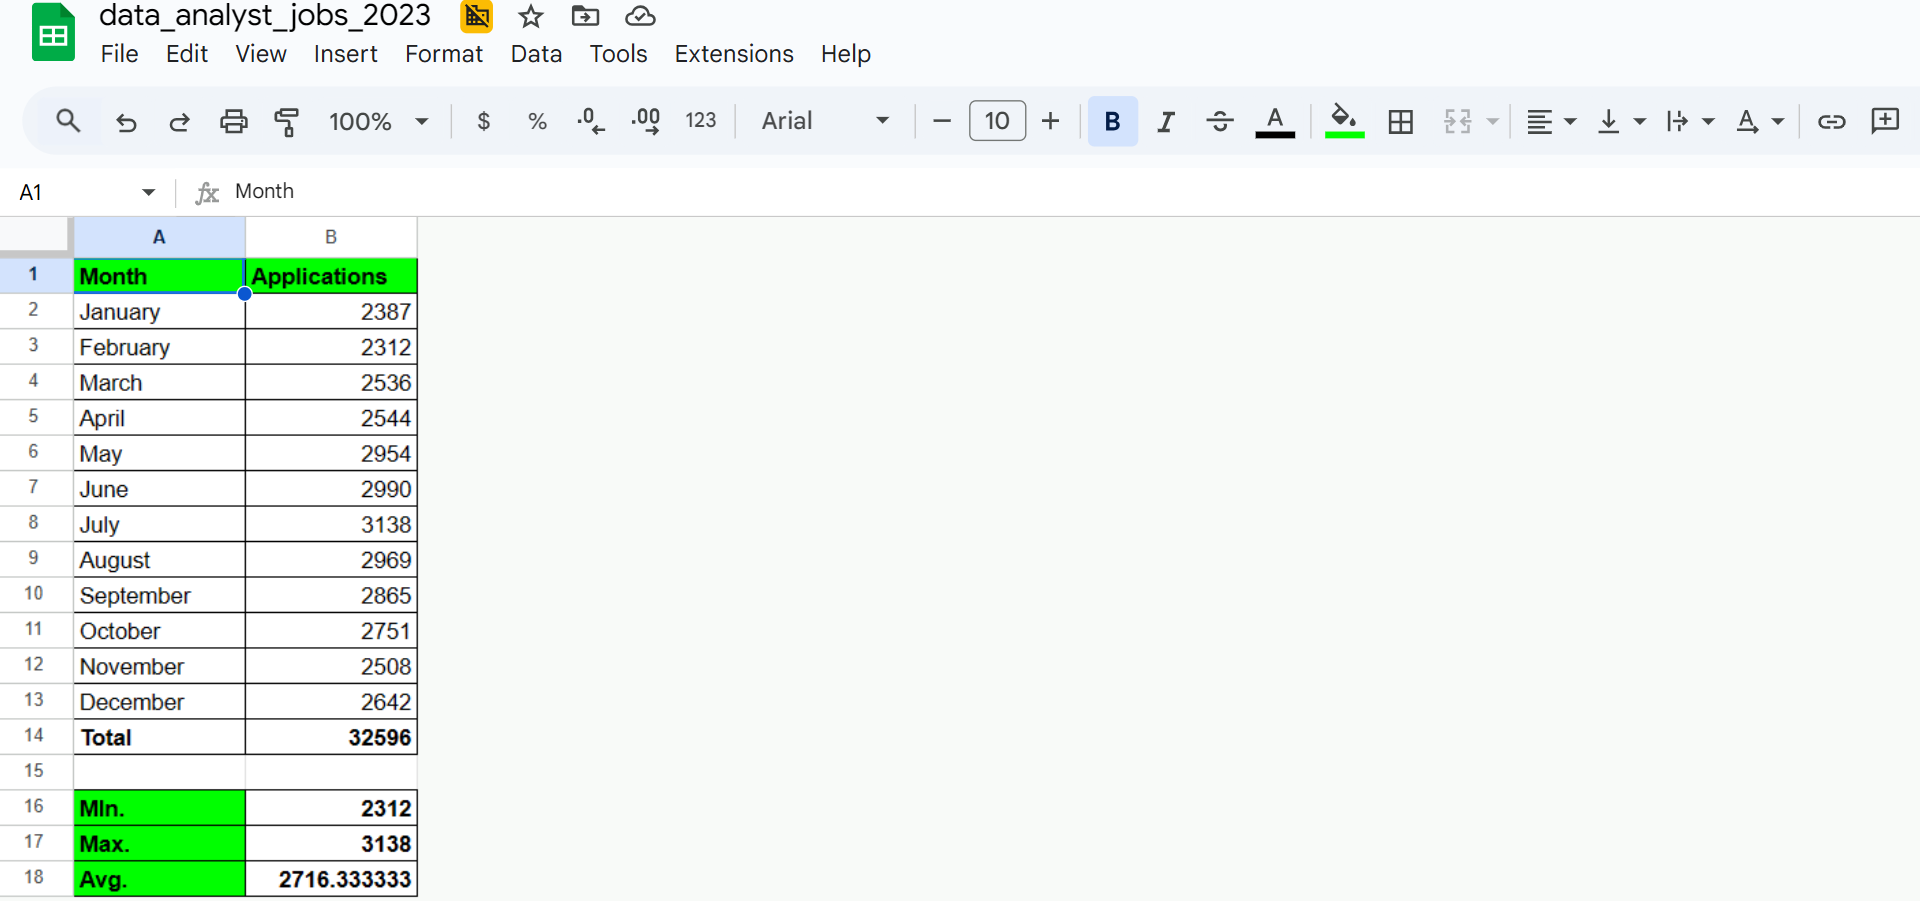 data_analyst_jobs_2023
File Edit View Insert Format Data Tools Extensions Help
100% $ % .0 .00 123 Arial 10 B I S A A
A1 fx Month
A B
1 Month Applications
2 January 2387
3 February 2312
4 March 2536
5 April 2544
6 May 2954
7 June 2990
8 July 3138
9 August 2969
10 September 2865
11 October 2751
12 November 2508
13 December 2642
14 Total 32596
15
16 MIn. 2312
17 Max. 3138
18 Avg. 2716.333333